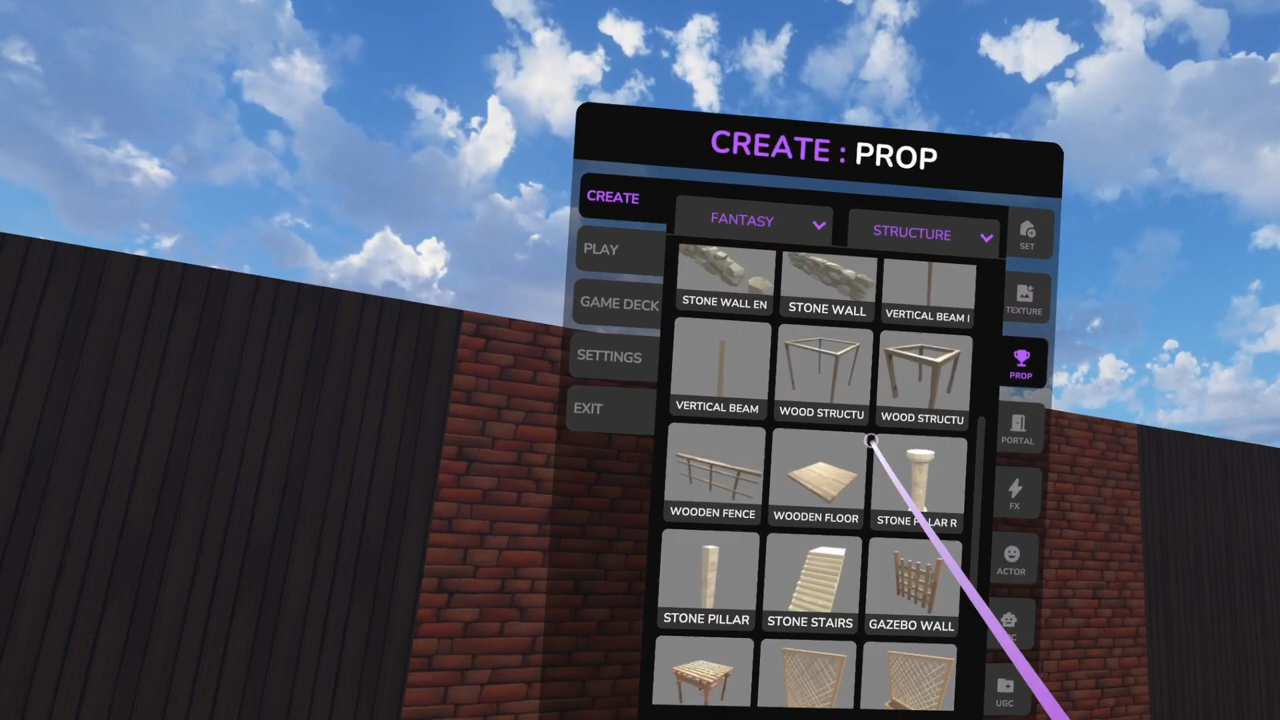 CREATE : PROP
CREATE
PLAY
GAME DECK
SETTINGS
EXIT
FANTASY
STRUCTURE
STONE WALL EN
STONE WALL
VERTICAL BEAM
VERTICAL BEAM
WOOD STRUCTU
WOOD STRUCTU
WOODEN FENCE
WOODEN FLOOR
STONE R
STONE PILLAR
STONE STAIRS
GAZEBO WALL
SET
TEXTURE
PROP
PORTAL
FX
ACTOR
UGC